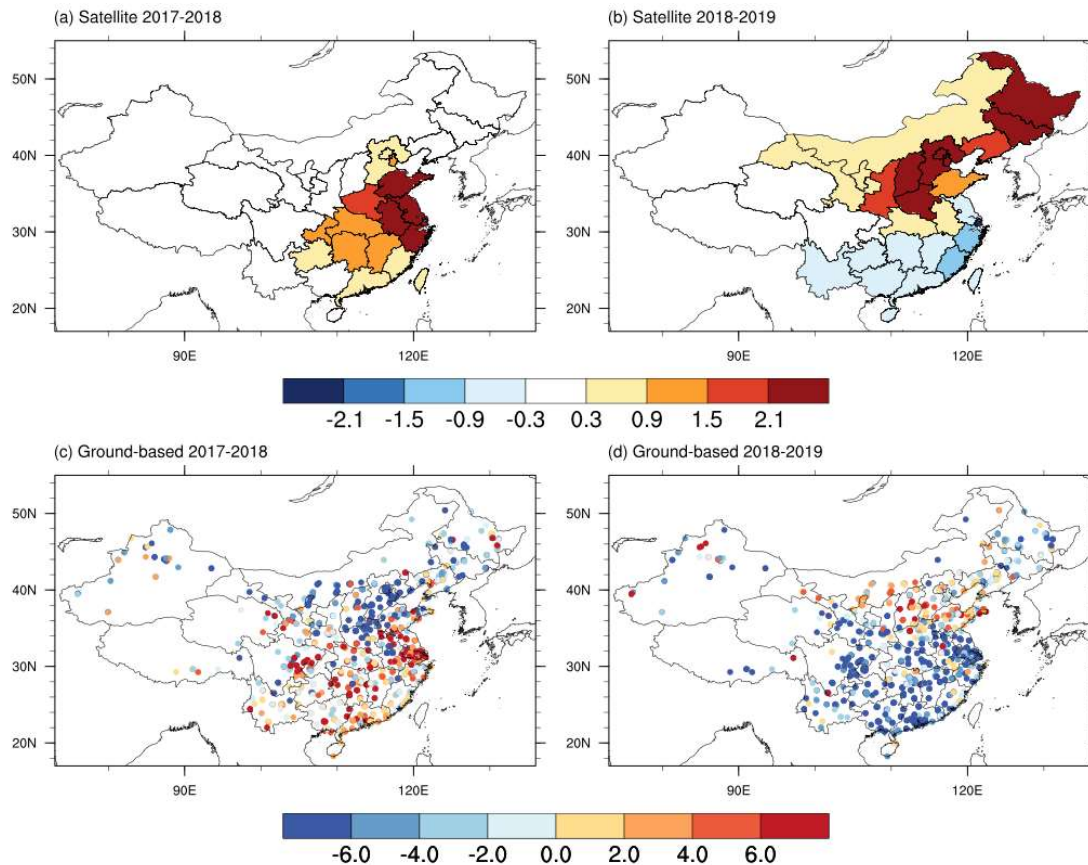 (a) Satellite 2017-2018
(b) Satellite 2018-2019
50N
40N
30N
20N
90E
120E
50N
40N
30N
20N
90E
120E
-2.1 -1.5 -0.9 -0.3 0.3 0.9 1.5 2.1
(c) Ground-based 2017-2018
(d) Ground-based 2018-2019
50N
40N
30N
20N
90E
120E
50N
40N
30N
20N
90E
120E
-6.0 -4.0 -2.0 0.0 2.0 4.0 6.0